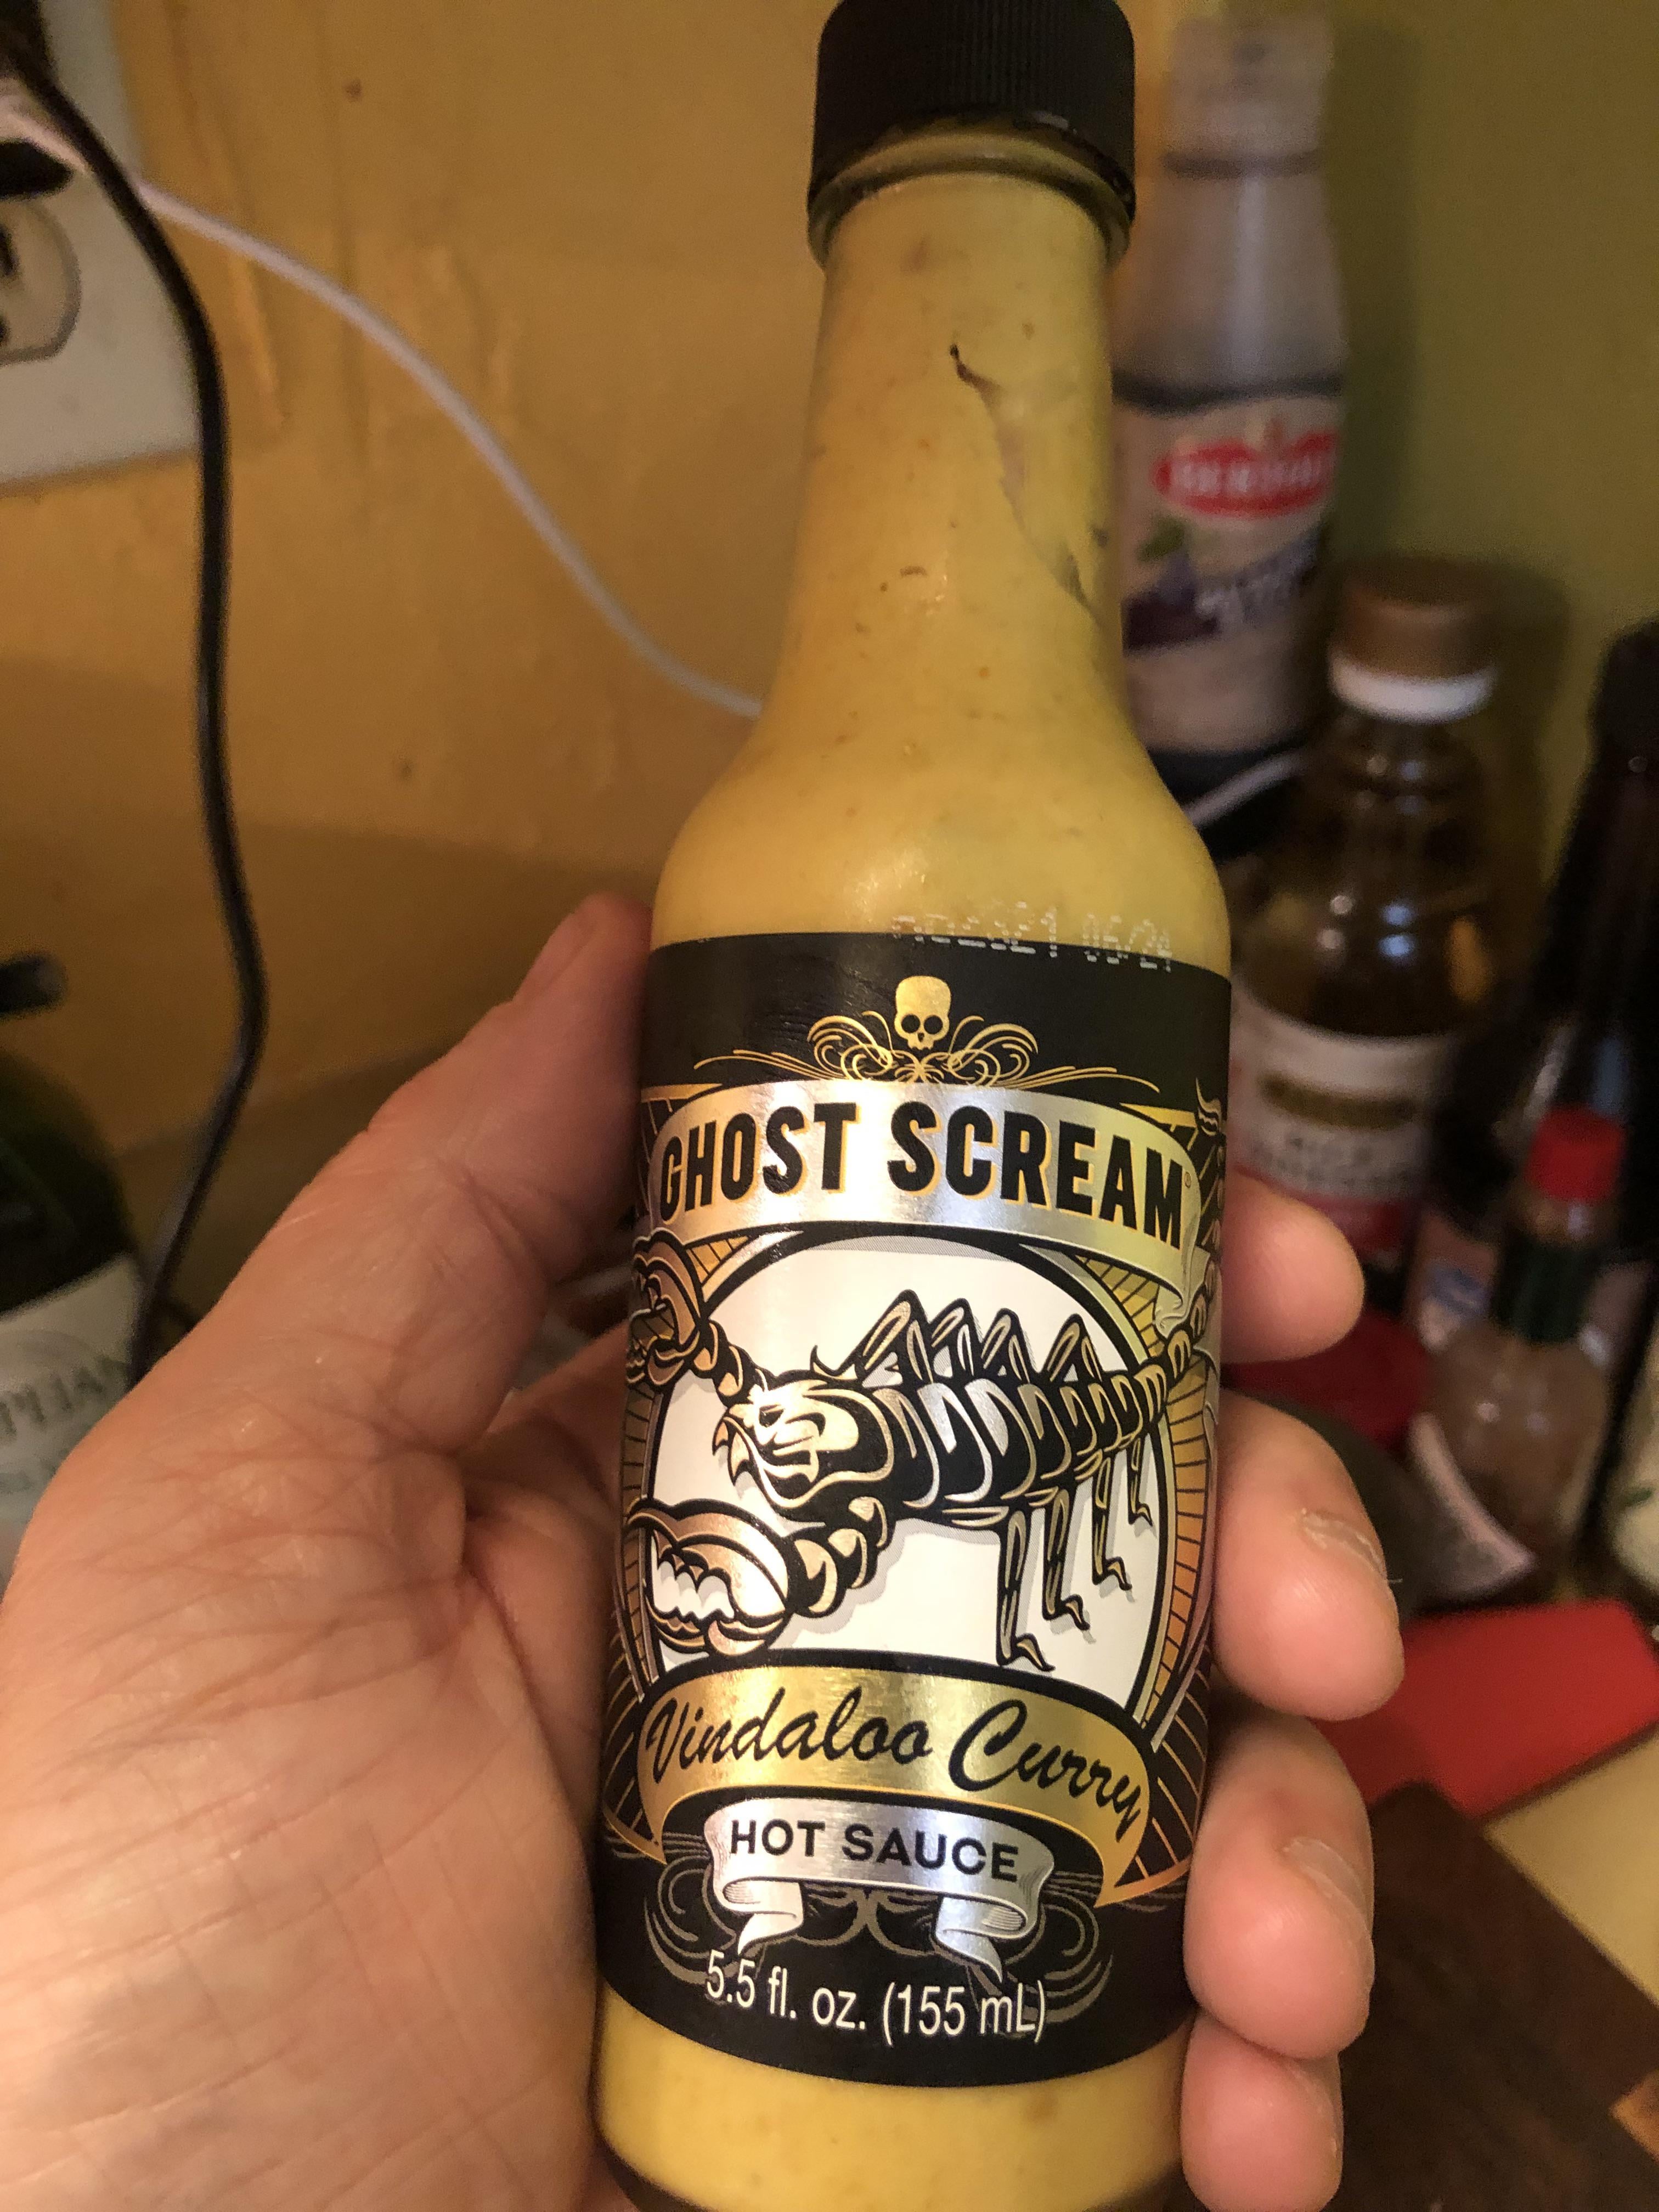 GHOST SCREAM
Vindaloo Curry
HOT SAUCE
5.5 fl. oz. (155 mL)